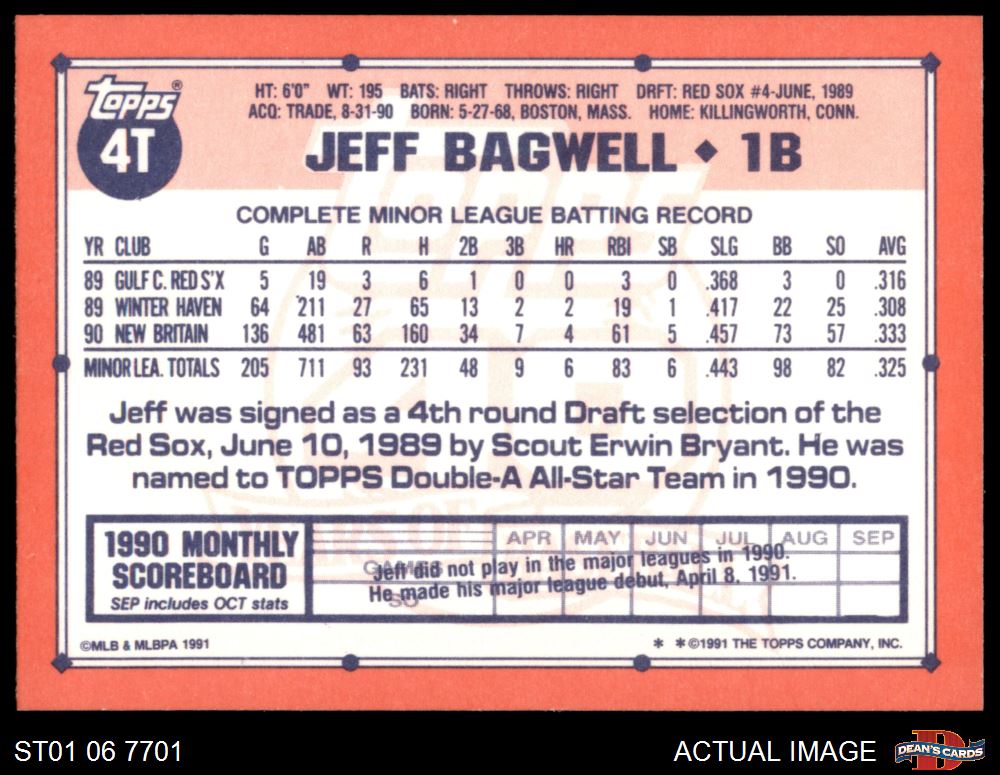 Topps®
4T
HT: 6'0" WT: 195 BATS: RIGHT THROWS: RIGHT DRFT: RED SOX #4-JUNE, 1989
ACQ: TRADE, 8-31-90 BORN: 5-27-68, BOSTON, MASS. HOME: KILLINGWORTH, CONN.
JEFF BAGWELL ◆ 1B
COMPLETE MINOR LEAGUE BATTING RECORD
YR CLUB G AB R H 2B 3B HR RBI SB SLG BB SO AVG
89 GULF C. RED S'X 5 19 3 6 1 0 0 3 0 .368 3 0 .316
89 WINTER HAVEN 64 211 27 65 13 2 2 19 1 .417 22 25 .308
90 NEW BRITAIN 136 481 63 160 34 7 4 61 5 .457 73 57 .333
MINOR LEA. TOTALS 205 711 93 231 48 9 6 83 6 .443 98 82 .325
Jeff was signed as a 4th round Draft selection of the
Red Sox, June 10, 1989 by Scout Erwin Bryant. He was
named to TOPPS Double-A All-Star Team in 1990.
1990 MONTHLY
SCOREBOARD
SEP includes OCT stats
APR MAY JUN JUL AUG SEP
GAMES
SO
Jeff did not play in the major leagues in 1990.
He made his major league debut, April 8, 1991.
©MLB & MLBPA 1991
* *©1991 THE TOPPS COMPANY, INC.
ST01 06 7701
ACTUAL IMAGE
DEAN'S CARDS